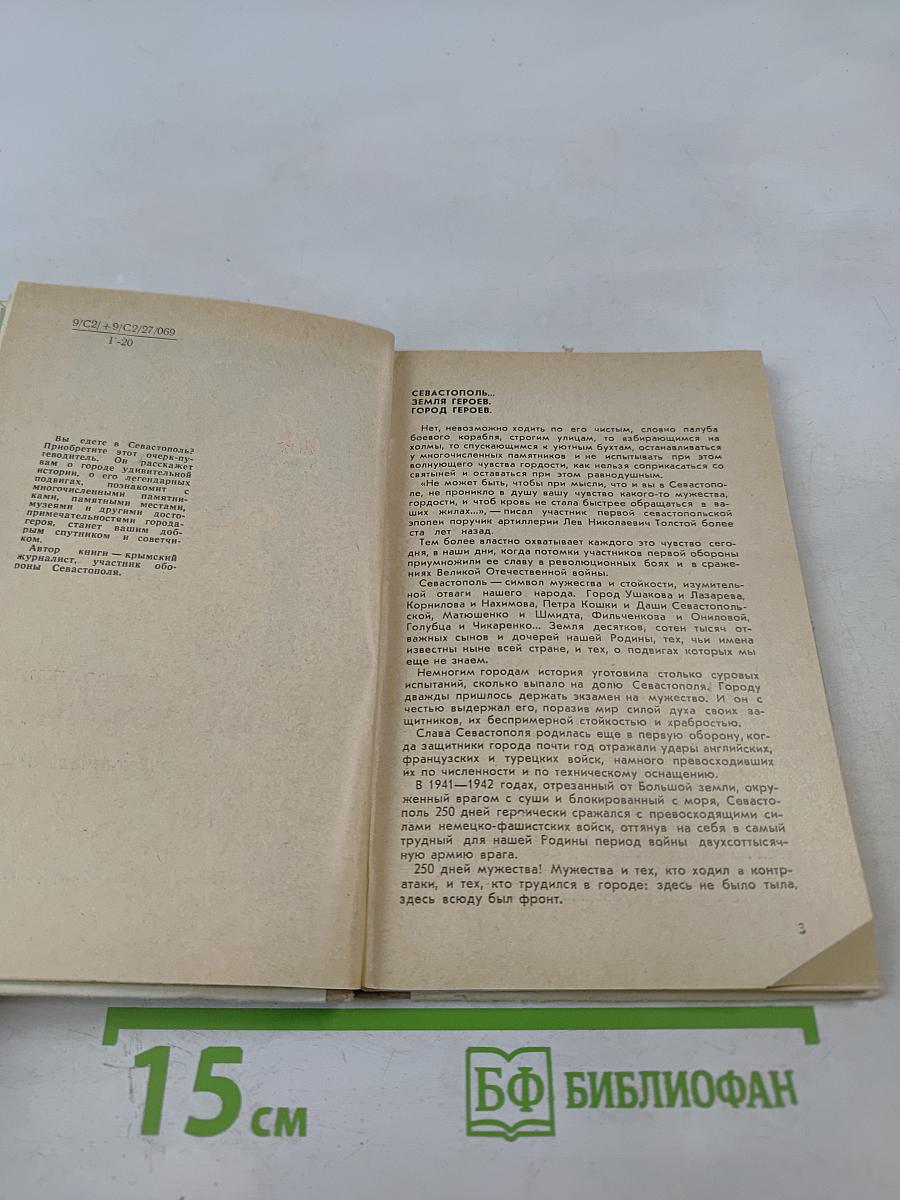 9/С2/+9/С2/27/069
Г-20
Вы едете в Севастополь?
Приобретите этот очерк-пу-
теводитель. Он расскажет
вам о городе удивительной
истории, о его легендарных
подвигах, познакомит с
многочисленными памятни-
ками, памятными местами,
музеями и другими досто-
примечательностями города-
героя, станет вашим доб-
рым спутником и советчи-
ком.
Автор книги — крымский
журналист, участник обо-
роны Севастополя.
СЕВАСТОПОЛЬ...
ЗЕМЛЯ ГЕРОЕВ.
ГОРОД ГЕРОЕВ.
Нет, невозможно ходить по его чистым, словно палуба
боевого корабля, строгим улицам, то взбирающимся на
холмы, то спускающимся к уютным бухтам, останавливаться
у многочисленных памятников и не испытывать при этом
волнующего чувства гордости, как нельзя соприкасаться со
святыней и оставаться при этом равнодушным.
«Не может быть, чтобы при мысли, что и вы в Севастопо-
ле, не проникло в душу вашу чувство какого-то мужества,
гордости, и чтоб кровь не стала быстрее обращаться в ва-
ших жилах...», — писал участник первой севастопольской
эпопеи поручик артиллерии Лев Николаевич Толстой более
ста лет назад.
Тем более властно охватывает каждого это чувство сего-
дня, в наши дни, когда потомки участников первой обороны
приумножили ее славу в революционных боях и в сраже-
ниях Великой Отечественной войны.
Севастополь — символ мужества и стойкости, изумитель-
ной отваги нашего народа. Город Ушакова и Лазарева,
Корнилова и Нахимова, Петра Кошки и Даши Севастополь-
ской, Матюшенко и Шмидта, Фильченкова и Ониловой,
Голубца и Чикаренко... Земля десятков, сотен тысяч от-
важных сынов и дочерей нашей Родины, тех, чьи имена
известны ныне всей стране, и тех, о подвигах которых мы
еще не знаем.
Немногим городам история уготовила столько суровых
испытаний, сколько выпало на долю Севастополя. Городу
дважды пришлось держать экзамен на мужество. И он с
честью выдержал его, поразив мир силой духа своих за-
щитников, их беспримерной стойкостью и храбростью.
Слава Севастополя родилась еще в первую оборону, ког-
да защитники города почти год отражали удары английских,
французских и турецких войск, намного превосходивших
их по численности и по техническому оснащению.
В 1941—1942 годах, отрезанный от Большой земли, окру-
женный врагом с суши и блокированный с моря, Севасто-
поль 250 дней героически сражался с превосходящими си-
лами немецко-фашистских войск, оттянув на себя в самый
трудный для нашей Родины период войны двухсоттысяч-
ную армию врага.
250 дней мужества! Мужества и тех, кто ходил в контр-
атаки, и тех, кто трудился в городе: здесь не было тыла,
здесь всюду был фронт.
3
15 см
БФ БИБЛИОФАН